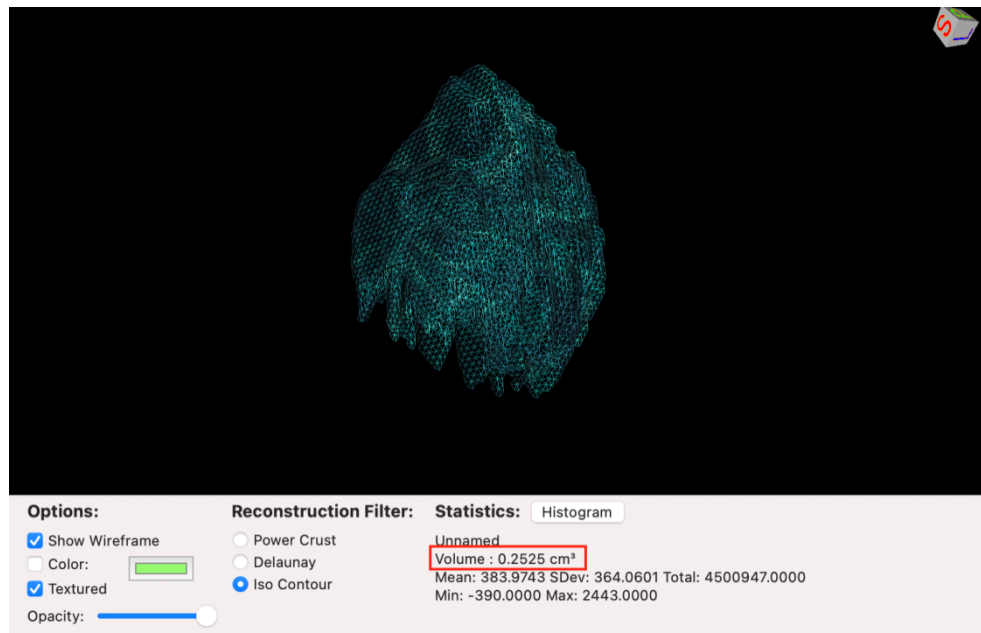 S L
Options:
Show Wireframe
Color:
Textured
Opacity:
Reconstruction Filter:
Power Crust
Delaunay
Iso Contour
Statistics: Histogram
Unnamed
Volume : 0.2525 cm³
Mean: 383.9743 SDev: 364.0601 Total: 4500947.0000
Min: -390.0000 Max: 2443.0000